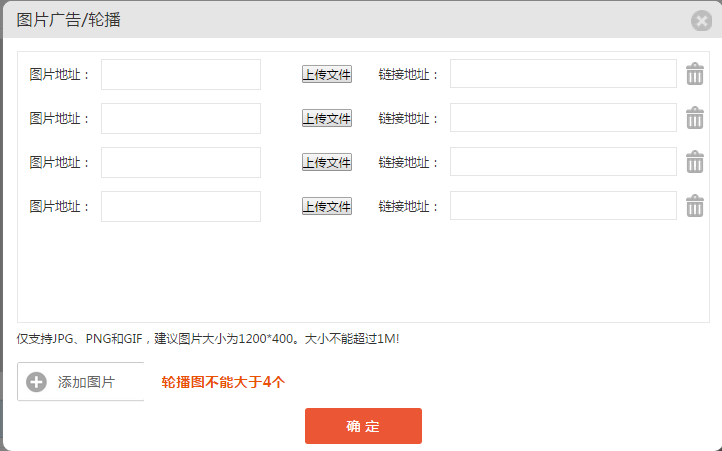 图片广告/轮播
图片地址： 上传文件 链接地址：
图片地址： 上传文件 链接地址：
图片地址： 上传文件 链接地址：
图片地址： 上传文件 链接地址：
仅支持JPG、PNG和GIF，建议图片大小为1200*400。大小不能超过1M!
添加图片 轮播图不能大于4个
确 定